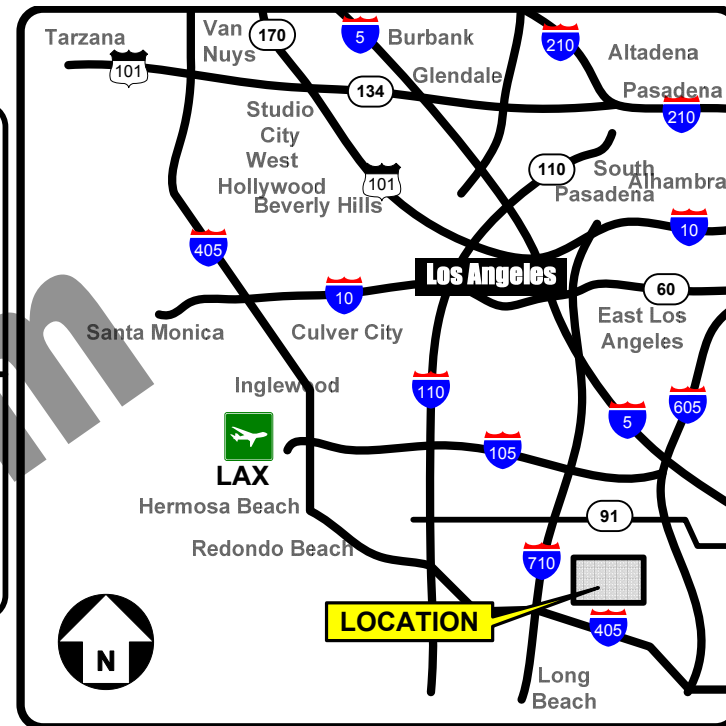 Tarzana
Van
Nuys
170
5
Burbank
210
Altadena
101
Glendale
134
Pasadena
210
Studio
City
West
Hollywood
Beverly Hills
101
110
South
Pasadena
Alhambra
405
10
Los Angeles
10
60
Santa Monica
Culver City
East Los
Angeles
Inglewood
110
605
5
LAX
105
Hermosa Beach
91
Redondo Beach
710
LOCATION
405
N
Long
Beach
m